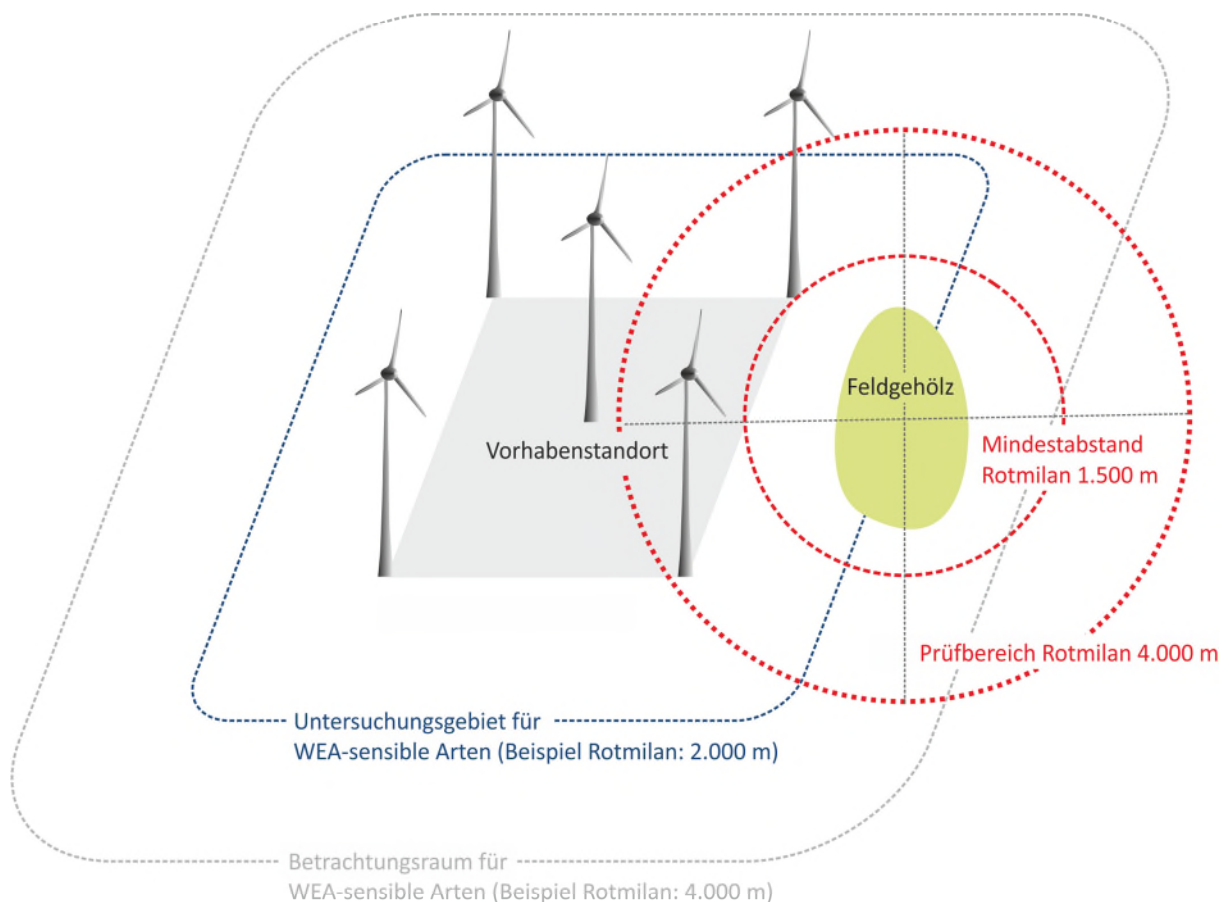 Feldgehölz
Vorhabenstandort
Mindestabstand
Rotmilan 1.500 m
Prüfbereich Rotmilan 4.000 m
Untersuchungsgebiet für
WEA-sensible Arten (Beispiel Rotmilan: 2.000 m)
Betrachtungsraum für
WEA-sensible Arten (Beispiel Rotmilan: 4.000 m)